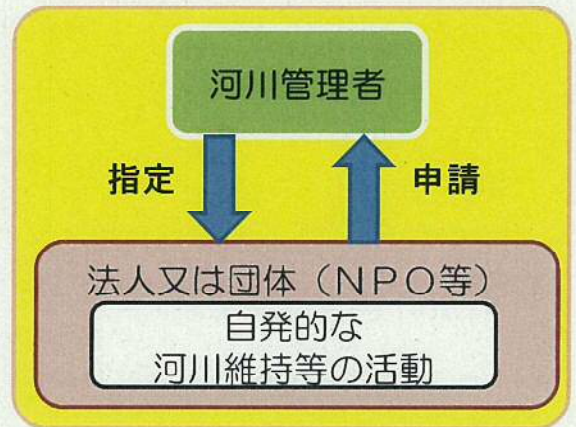 河川管理者
指定
申請
法人又は団体（ＮＰＯ等）
自発的な
河川維持等の活動